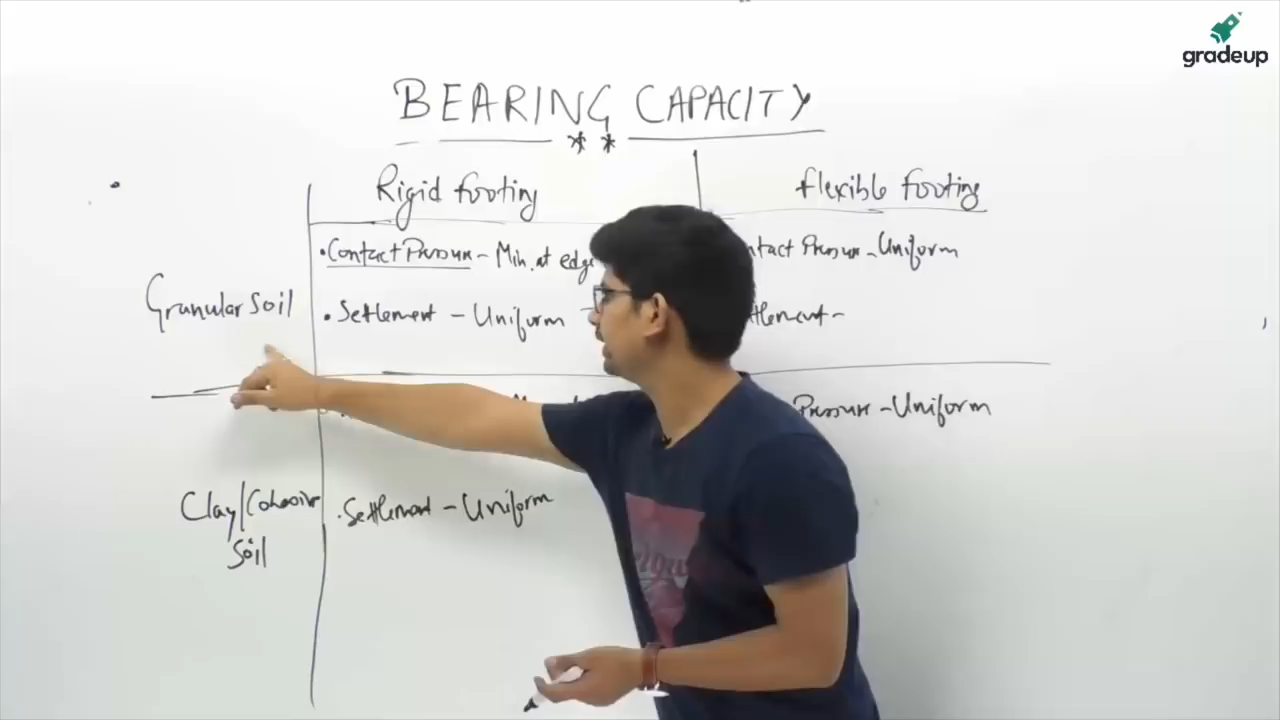 gradeup
BEARING CAPACITY
* *
Rigid footing
flexible footing
• Contact Pressure - Min. at edge
ntact Pressure - Uniform
Granular Soil
• Settlement - Uniform
tlement -
Pressure - Uniform
Clay/Cohesive
Soil
• Settlement - Uniform